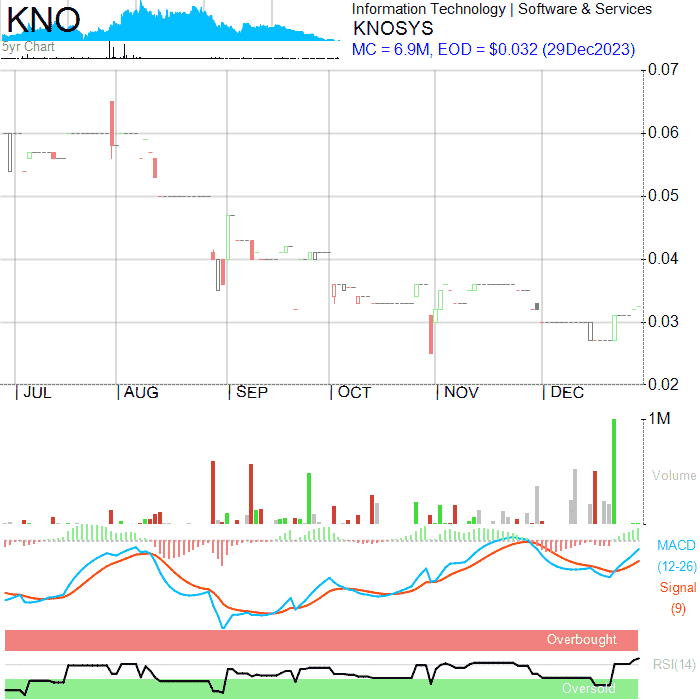 KNO
5yr Chart
Information Technology | Software & Services
KNOSYS
MC = 6.9M, EOD = $0.032 (29Dec2023)
0.07
0.06
0.05
0.04
0.03
0.02
|JUL |AUG |SEP |OCT |NOV |DEC
1M
Volume
MACD
(12-26)
Signal
(9)
Overbought
RSI(14)
Oversold